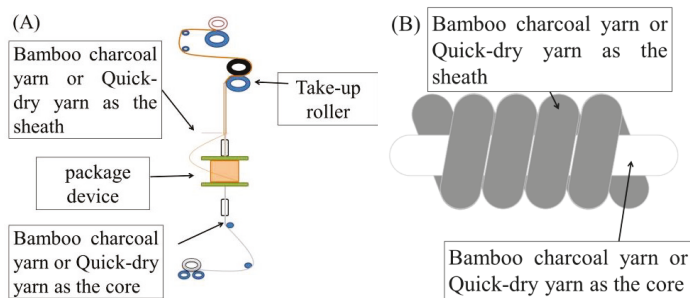 (A)
Bamboo charcoal
yarn or Quick-
dry yarn as the
sheath
Take-up
roller
package
device
Bamboo charcoal
yarn or Quick-dry
yarn as the core
(B)
Bamboo charcoal yarn or
Quick-dry yarn as the
sheath
Bamboo charcoal yarn or
Quick-dry yarn as the core